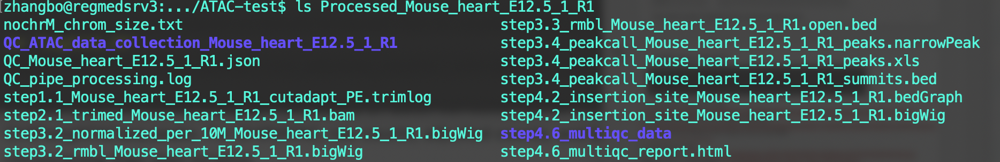 zhangbo@regmedsrv3:.../ATAC-test$ ls Processed_Mouse_heart_E12.5_1_R1
nochrM_chrom_size.txt step3.3_rmbl_Mouse_heart_E12.5_1_R1.open.bed
QC_ATAC_data_collection_Mouse_heart_E12.5_1_R1 step3.4_peakcall_Mouse_heart_E12.5_1_R1_peaks.narrowPeak
QC_Mouse_heart_E12.5_1_R1.json step3.4_peakcall_Mouse_heart_E12.5_1_R1_peaks.xls
QC_pipe_processing.log step3.4_peakcall_Mouse_heart_E12.5_1_R1_summits.bed
step1.1_Mouse_heart_E12.5_1_R1_cutadapt_PE.trimlog step4.2_insertion_site_Mouse_heart_E12.5_1_R1.bedGraph
step2.1_trimed_Mouse_heart_E12.5_1_R1.bam step4.2_insertion_site_Mouse_heart_E12.5_1_R1.bigWig
step3.2_normalized_per_10M_Mouse_heart_E12.5_1_R1.bigWig step4.6_multiqc_data
step3.2_rmbl_Mouse_heart_E12.5_1_R1.bigWig step4.6_multiqc_report.html